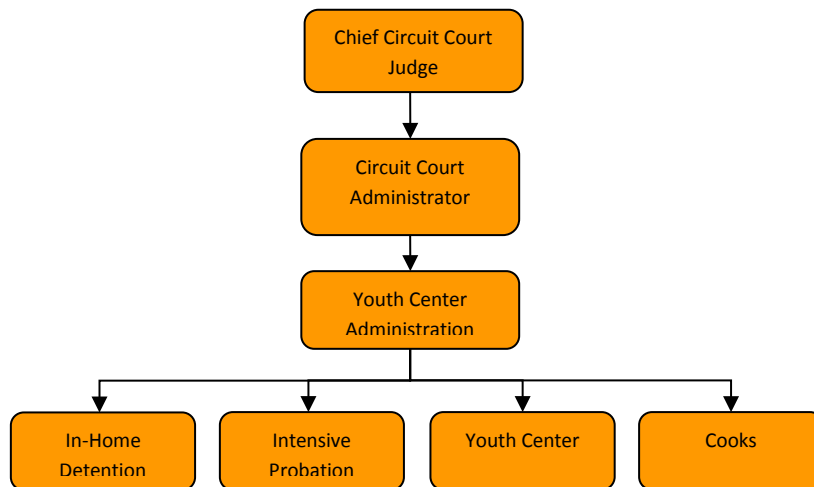 Chief Circuit Court
Judge
Circuit Court
Administrator
Youth Center
Administration
In-Home
Detention
Intensive
Probation
Youth Center
Cooks